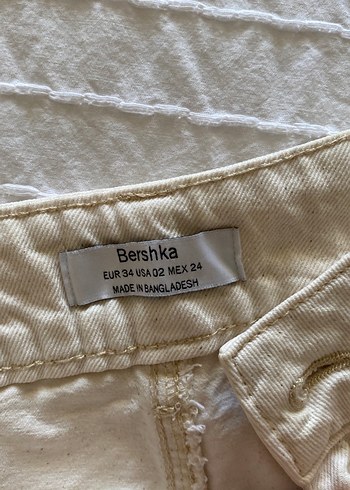 Bershka
EUR 34 USA 02 MEX 24
MADE IN BANGLADESH